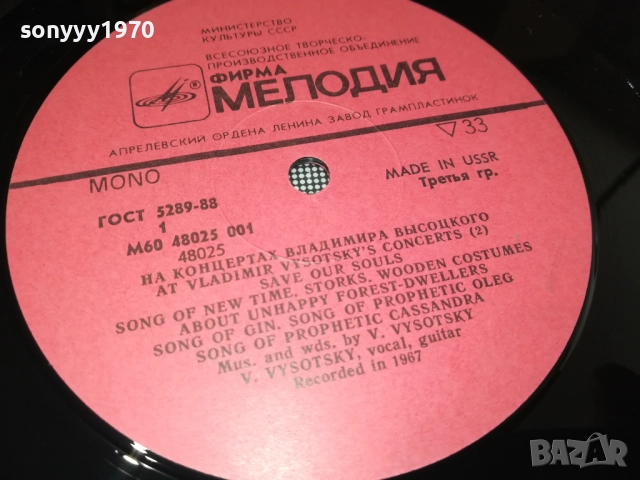 sonyyy1970
МИНИСТЕРСТВО
КУЛЬТУРЫ СССР
ВСЕСОЮЗНОЕ ТВОРЧЕСКО-
ПРОИЗВОДСТВЕННОЕ ОБЪЕДИНЕНИЕ
ФИРМА
МЕЛОДИЯ
®
АПРЕЛЕВСКИЙ ОРДЕНА ЛЕНИНА ЗАВОД ГРАМПЛАСТИНОК
33
MONO
MADE IN USSR
Третья гр.
ГОСТ 5289-88
1
М60 48025 001
48025
НА КОНЦЕРТАХ ВЛАДИМИРА ВЫСОЦКОГО
AT VLADIMIR VYSOTSKY'S CONCERTS (2)
SAVE OUR SOULS
SONG OF NEW TIME. STORKS. WOODEN COSTUMES
ABOUT UNHAPPY FOREST-DWELLERS
SONG OF GIN. SONG OF PROPHETIC OLEG
SONG OF PROPHETIC CASSANDRA
Mus. and wds. by V. VYSOTSKY
V. VYSOTSKY, vocal, guitar
Recorded in 1967
BAZAR